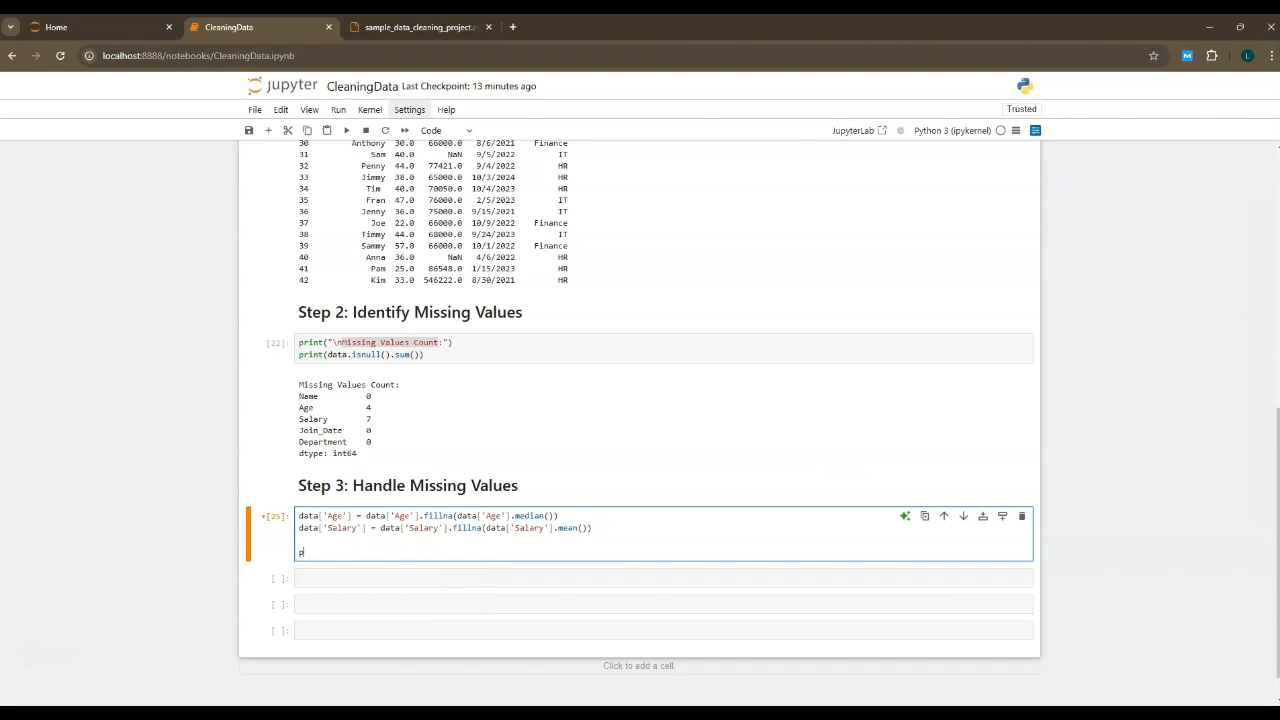 Home
CleaningData
sample_data_cleaning_project.
localhost:8888/notebooks/CleaningData.ipynb
M
L
jupyter CleaningData Last Checkpoint: 13 minutes ago
File Edit View Run Kernel Settings Help
Trusted
Code
JupyterLab
Python 3 (ipykernel)
30 Anthony 30.0 66000.0 8/6/2021 Finance
31 Sam 40.0 NaN 9/5/2022 IT
32 Penny 44.0 77421.0 9/4/2022 HR
33 Jimmy 38.0 65000.0 10/3/2024 HR
34 Tim 40.0 70050.0 10/4/2023 HR
35 Fran 47.0 76000.0 2/5/2023 IT
36 Jenny 36.0 75000.0 9/15/2021 IT
37 Joe 22.0 66000.0 10/9/2022 Finance
38 Timmy 44.0 68000.0 9/24/2023 IT
39 Sammy 57.0 66000.0 10/1/2022 Finance
40 Anna 36.0 NaN 4/6/2022 HR
41 Pam 25.0 86548.0 1/15/2023 HR
42 Kim 33.0 546222.0 8/30/2021 HR
Step 2: Identify Missing Values
[22]: print("\nMissing Values Count:")
print(data.isnull().sum())
Missing Values Count:
Name 0
Age 4
Salary 7
Join_Date 0
Department 0
dtype: int64
Step 3: Handle Missing Values
•[25]: data['Age'] = data['Age'].fillna(data['Age'].median())
data['Salary'] = data['Salary'].fillna(data['Salary'].mean())
p
[ ]:
[ ]:
[ ]:
Click to add a cell.